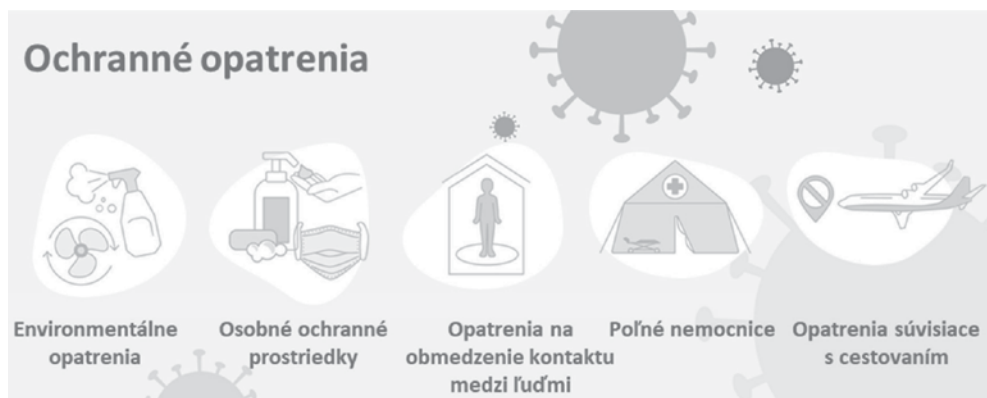 Ochranné opatrenia
Environmentálne
opatrenia
Osobné ochranné
prostriedky
Opatrenia na
obmedzenie kontaktu
medzi ľuďmi
Poľné nemocnice
Opatrenia súvisiace
s cestovaním